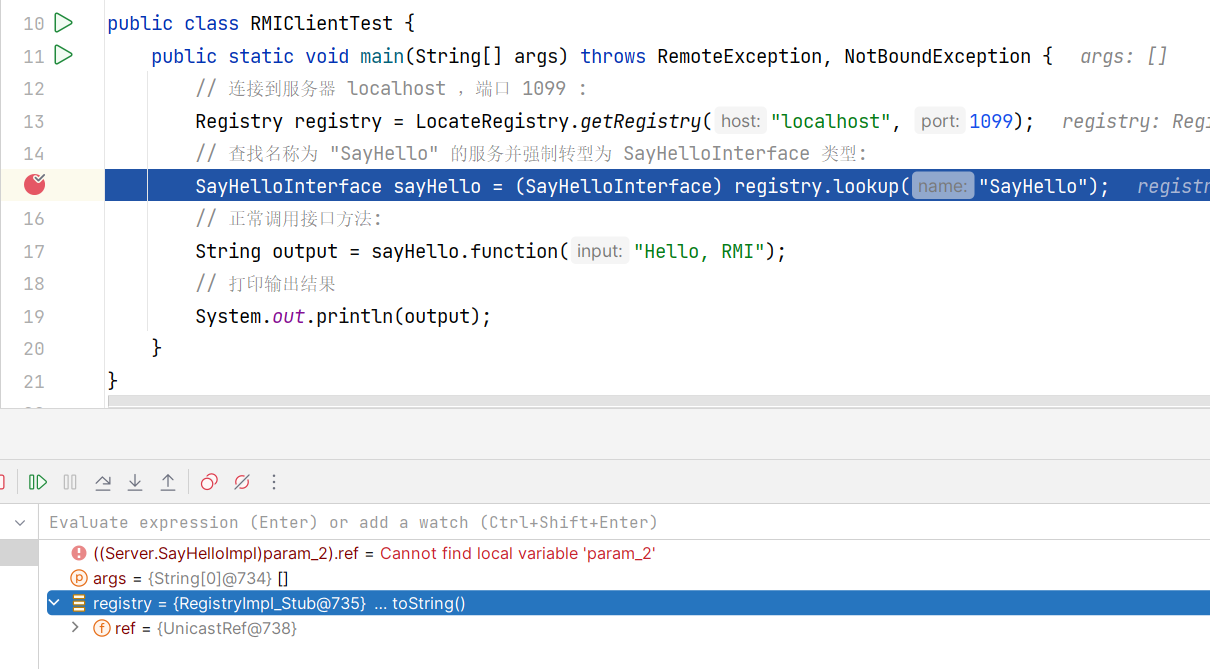 10 public class RMIClientTest {
11 public static void main(String[] args) throws RemoteException, NotBoundException { args: []
12 // 连接到服务器 localhost ，端口 1099 :
13 Registry registry = LocateRegistry.getRegistry( host: "localhost", port: 1099); registry: Regi
14 // 查找名称为 "SayHello" 的服务并强制转型为 SayHelloInterface 类型:
SayHelloInterface sayHello = (SayHelloInterface) registry.lookup( name: "SayHello"); registr
16 // 正常调用接口方法:
17 String output = sayHello.function( input: "Hello, RMI");
18 // 打印输出结果
19 System.out.println(output);
20 }
21 }
Evaluate expression (Enter) or add a watch (Ctrl+Shift+Enter)
((Server.SayHelloImpl)param_2).ref = Cannot find local variable 'param_2'
args = {String[0]@734} []
registry = {RegistryImpl_Stub@735} ... toString()
ref = {UnicastRef@738}